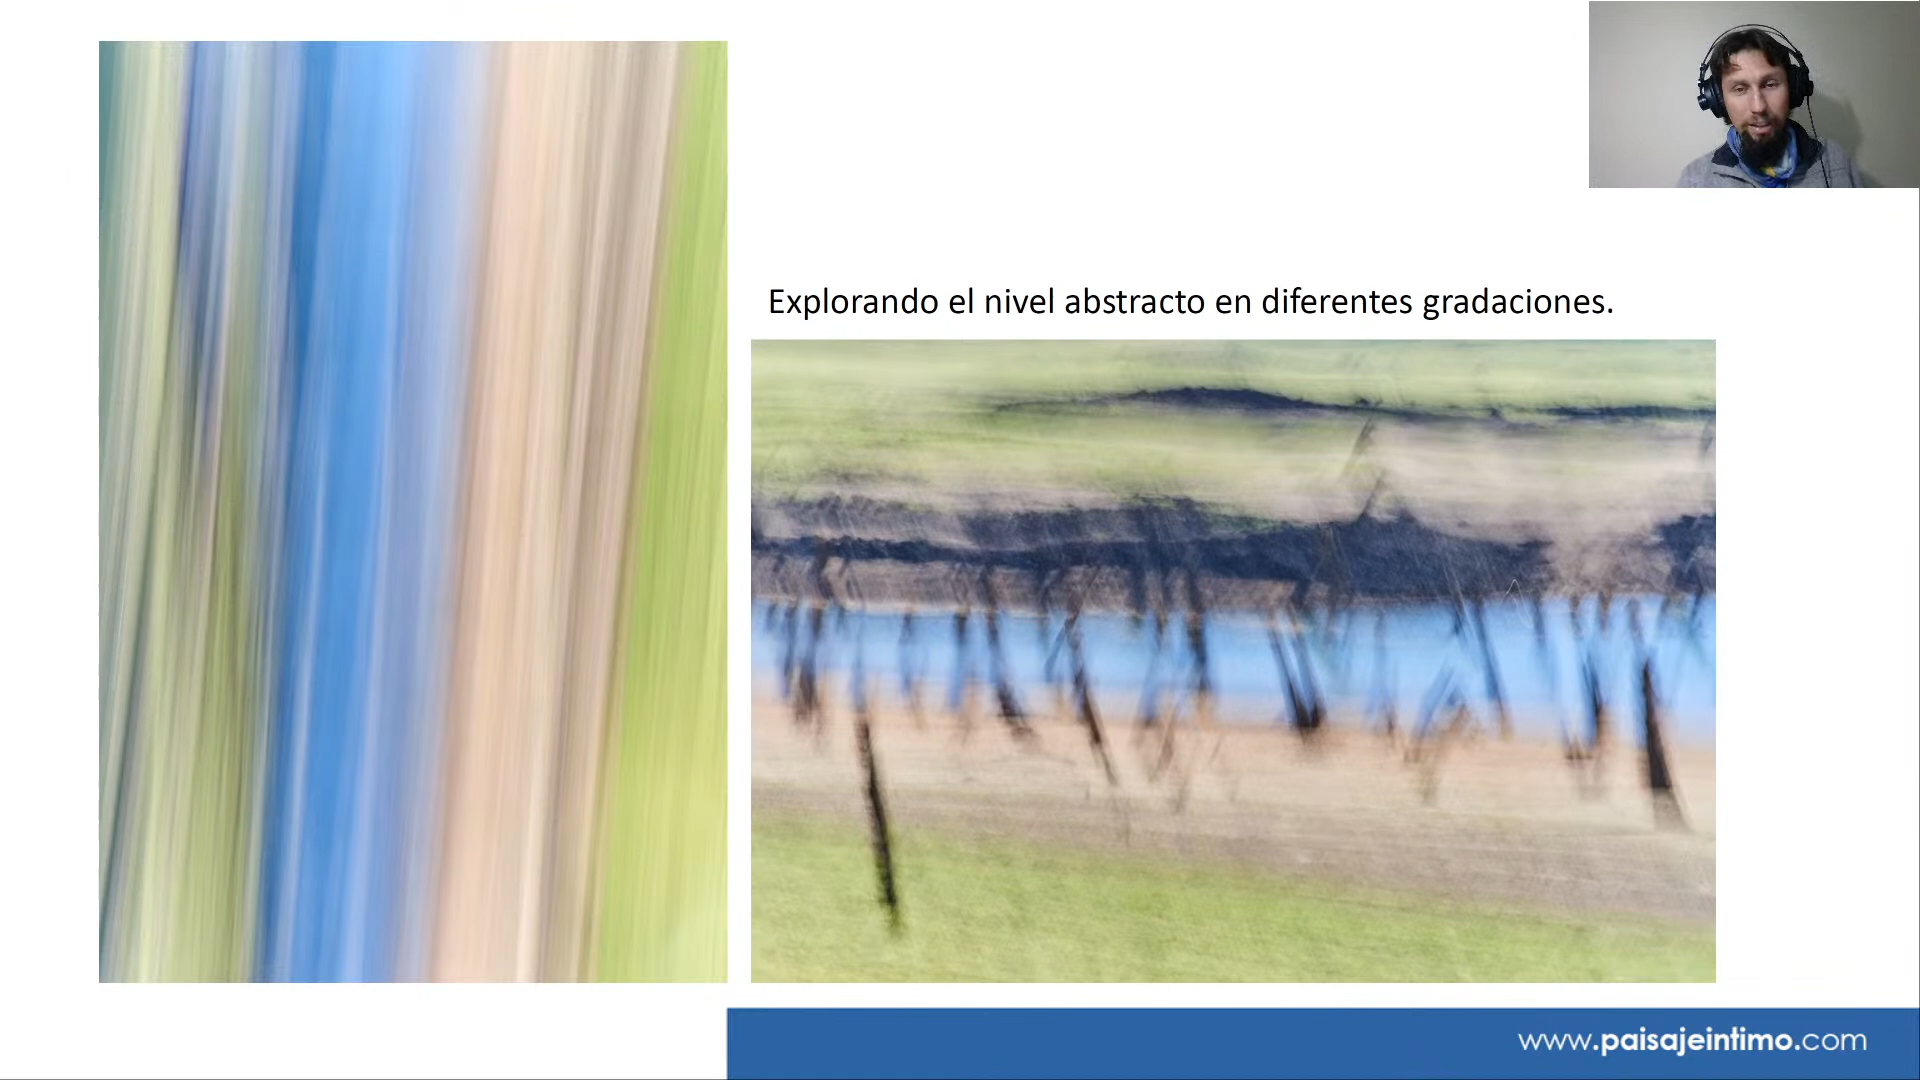 Explorando el nivel abstracto en diferentes gradaciones.
www.paisajeintimo.com